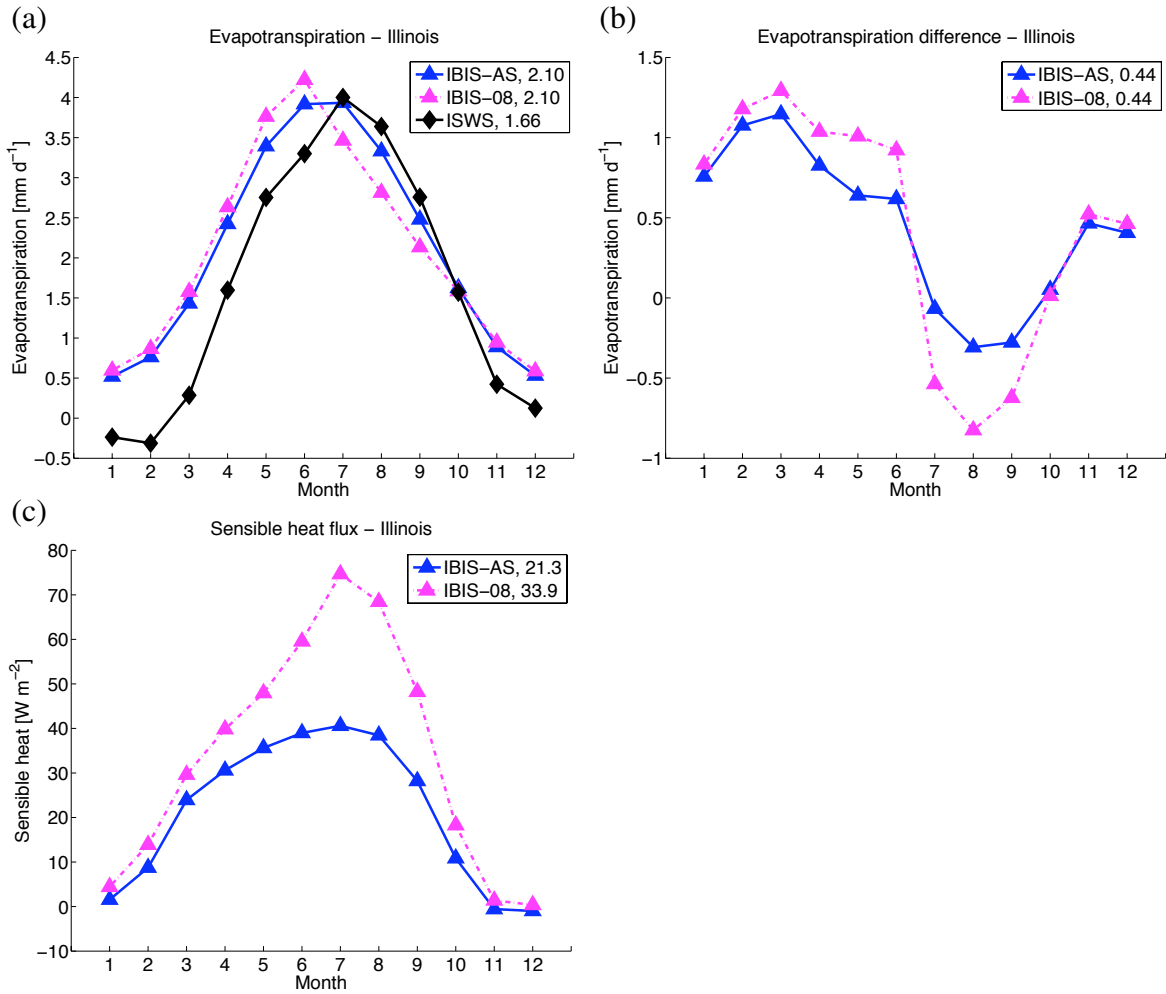 (a)
Evapotranspiration − Illinois
IBIS−AS, 2.10
IBIS−08, 2.10
ISWS, 1.66
4.5
4
3.5
3
2.5
2
1.5
1
0.5
0
−0.5
Evapotranspiration [mm d⁻¹]
1 2 3 4 5 6 7 8 9 10 11 12
Month
(b)
Evapotranspiration difference − Illinois
IBIS−AS, 0.44
IBIS−08, 0.44
1.5
1
0.5
0
−0.5
−1
Evapotranspiration [mm d⁻¹]
1 2 3 4 5 6 7 8 9 10 11 12
Month
(c)
Sensible heat flux − Illinois
IBIS−AS, 21.3
IBIS−08, 33.9
80
70
60
50
40
30
20
10
0
−10
Sensible heat [W m⁻²]
1 2 3 4 5 6 7 8 9 10 11 12
Month